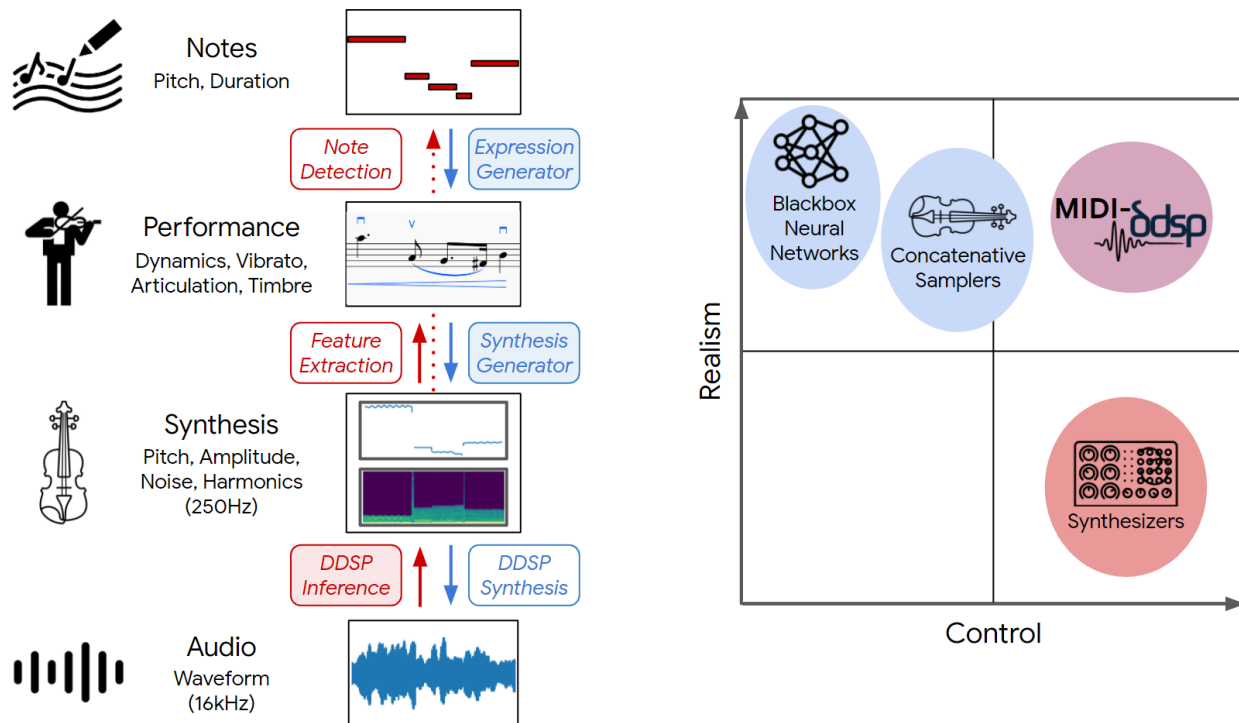 Notes
Pitch, Duration
Note
Detection
Expression
Generator
Performance
Dynamics, Vibrato,
Articulation, Timbre
Feature
Extraction
Synthesis
Generator
Synthesis
Pitch, Amplitude,
Noise, Harmonics
(250Hz)
DDSP
Inference
DDSP
Synthesis
Audio
Waveform
(16kHz)
Realism
Blackbox
Neural
Networks
Concatenative
Samplers
MIDI-ddsp
Synthesizers
Control